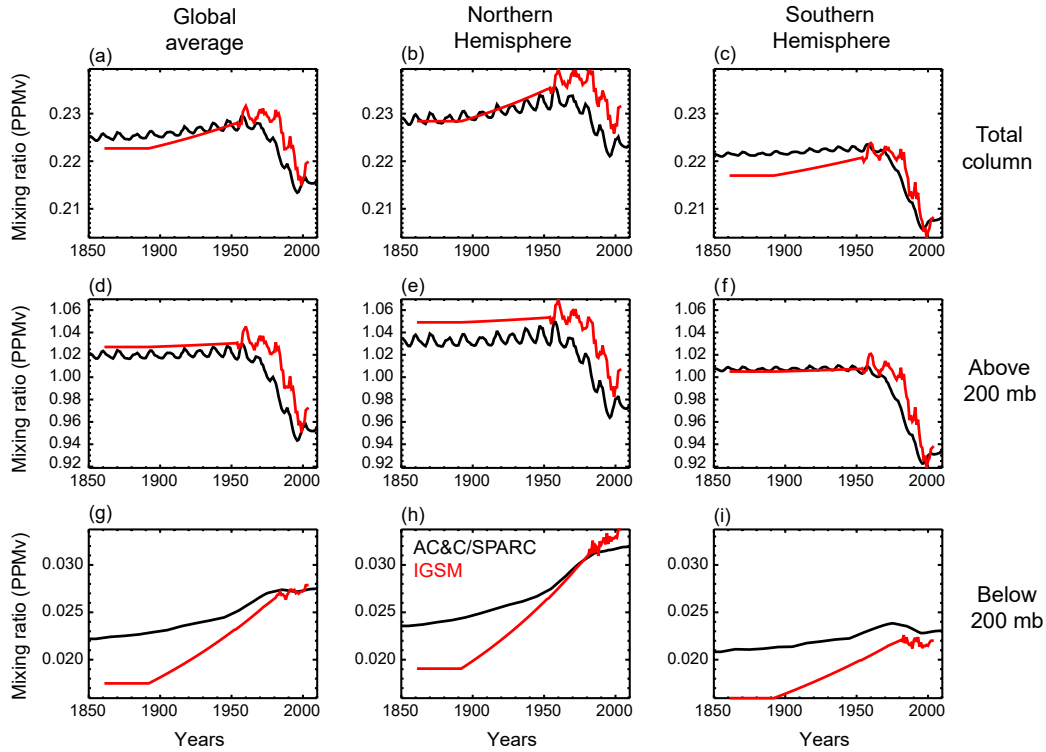 Global average
Northern Hemisphere
Southern Hemisphere
(a)
(b)
(c)
Mixing ratio (PPMv)
0.23
0.22
0.21
1850 1900 1950 2000
0.23
0.22
0.21
1850 1900 1950 2000
0.23
0.22
0.21
1850 1900 1950 2000
Total column
(d)
(e)
(f)
Mixing ratio (PPMv)
1.06
1.04
1.02
1.00
0.98
0.96
0.94
0.92
1850 1900 1950 2000
1.06
1.04
1.02
1.00
0.98
0.96
0.94
0.92
1850 1900 1950 2000
1.06
1.04
1.02
1.00
0.98
0.96
0.94
0.92
1850 1900 1950 2000
Above 200 mb
(g)
(h)
(i)
Mixing ratio (PPMv)
0.030
0.025
0.020
1850 1900 1950 2000
Years
AC&C/SPARC
IGSM
0.030
0.025
0.020
1850 1900 1950 2000
Years
0.030
0.025
0.020
1850 1900 1950 2000
Years
Below 200 mb